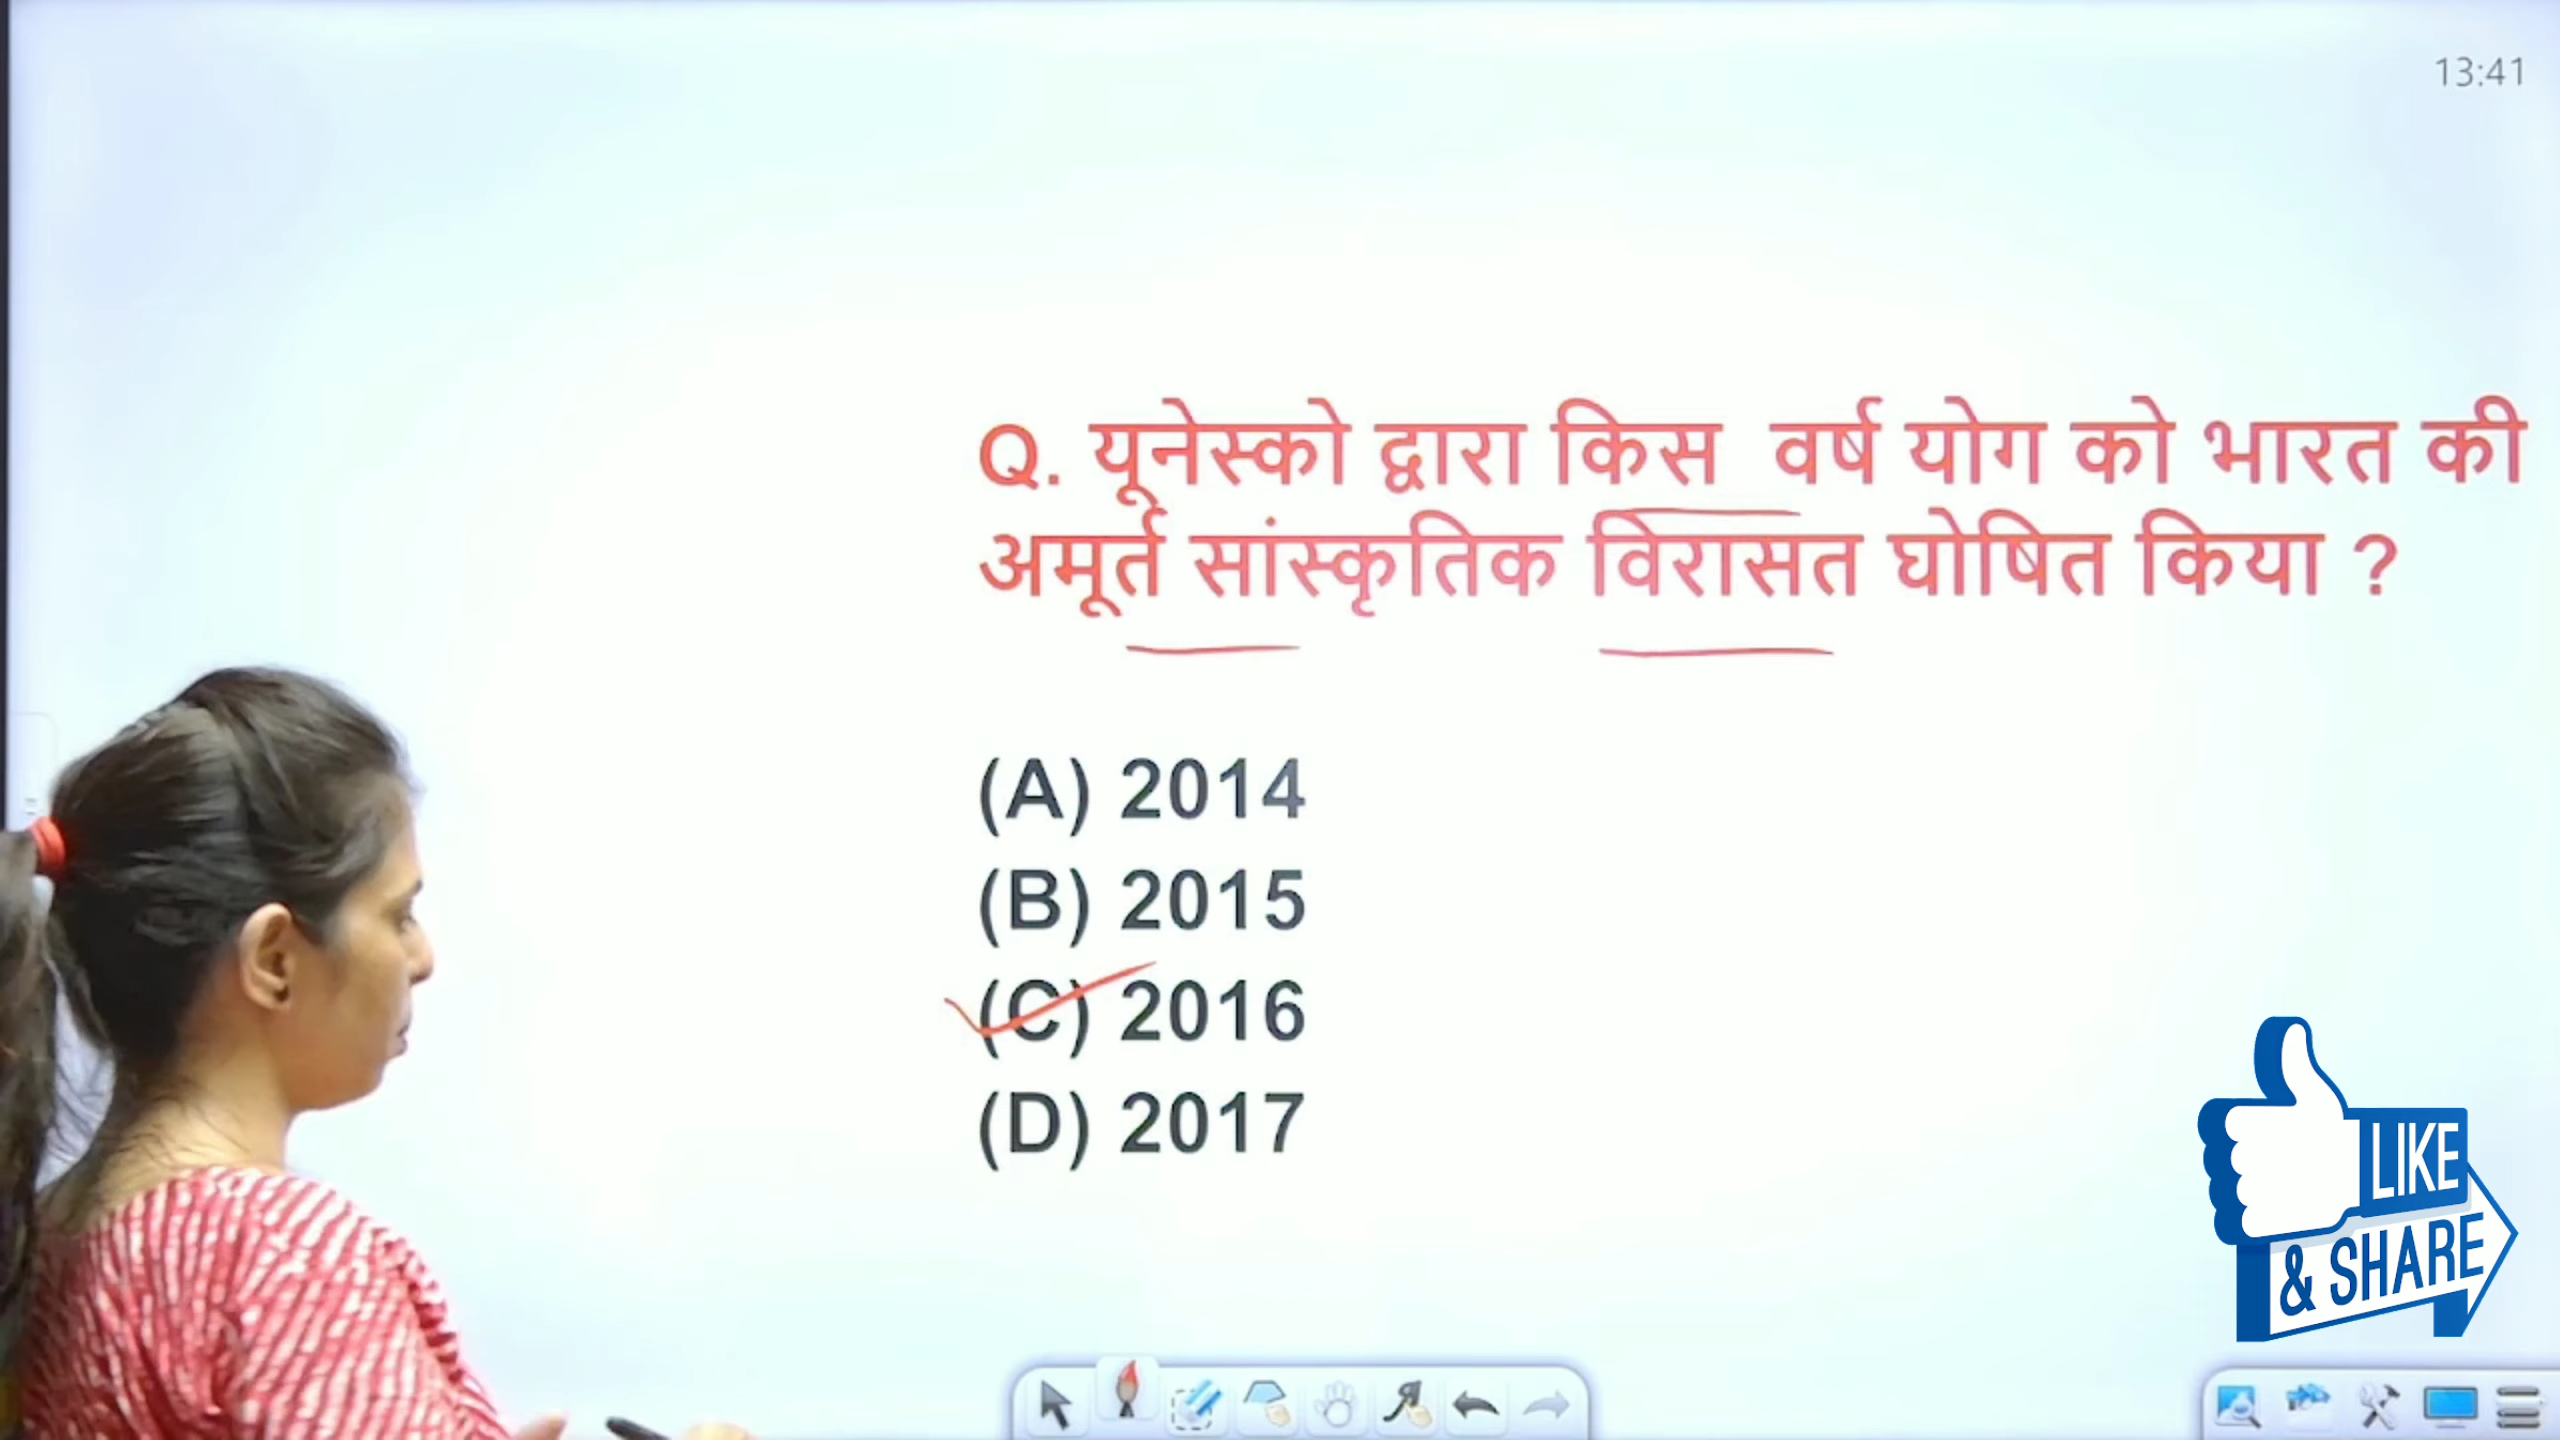 13:41
Q. यूनेस्को द्वारा किस वर्ष योग को भारत की
अमूर्त सांस्कृतिक विरासत घोषित किया ?
(A) 2014
(B) 2015
(C) 2016
(D) 2017
LIKE
& SHARE